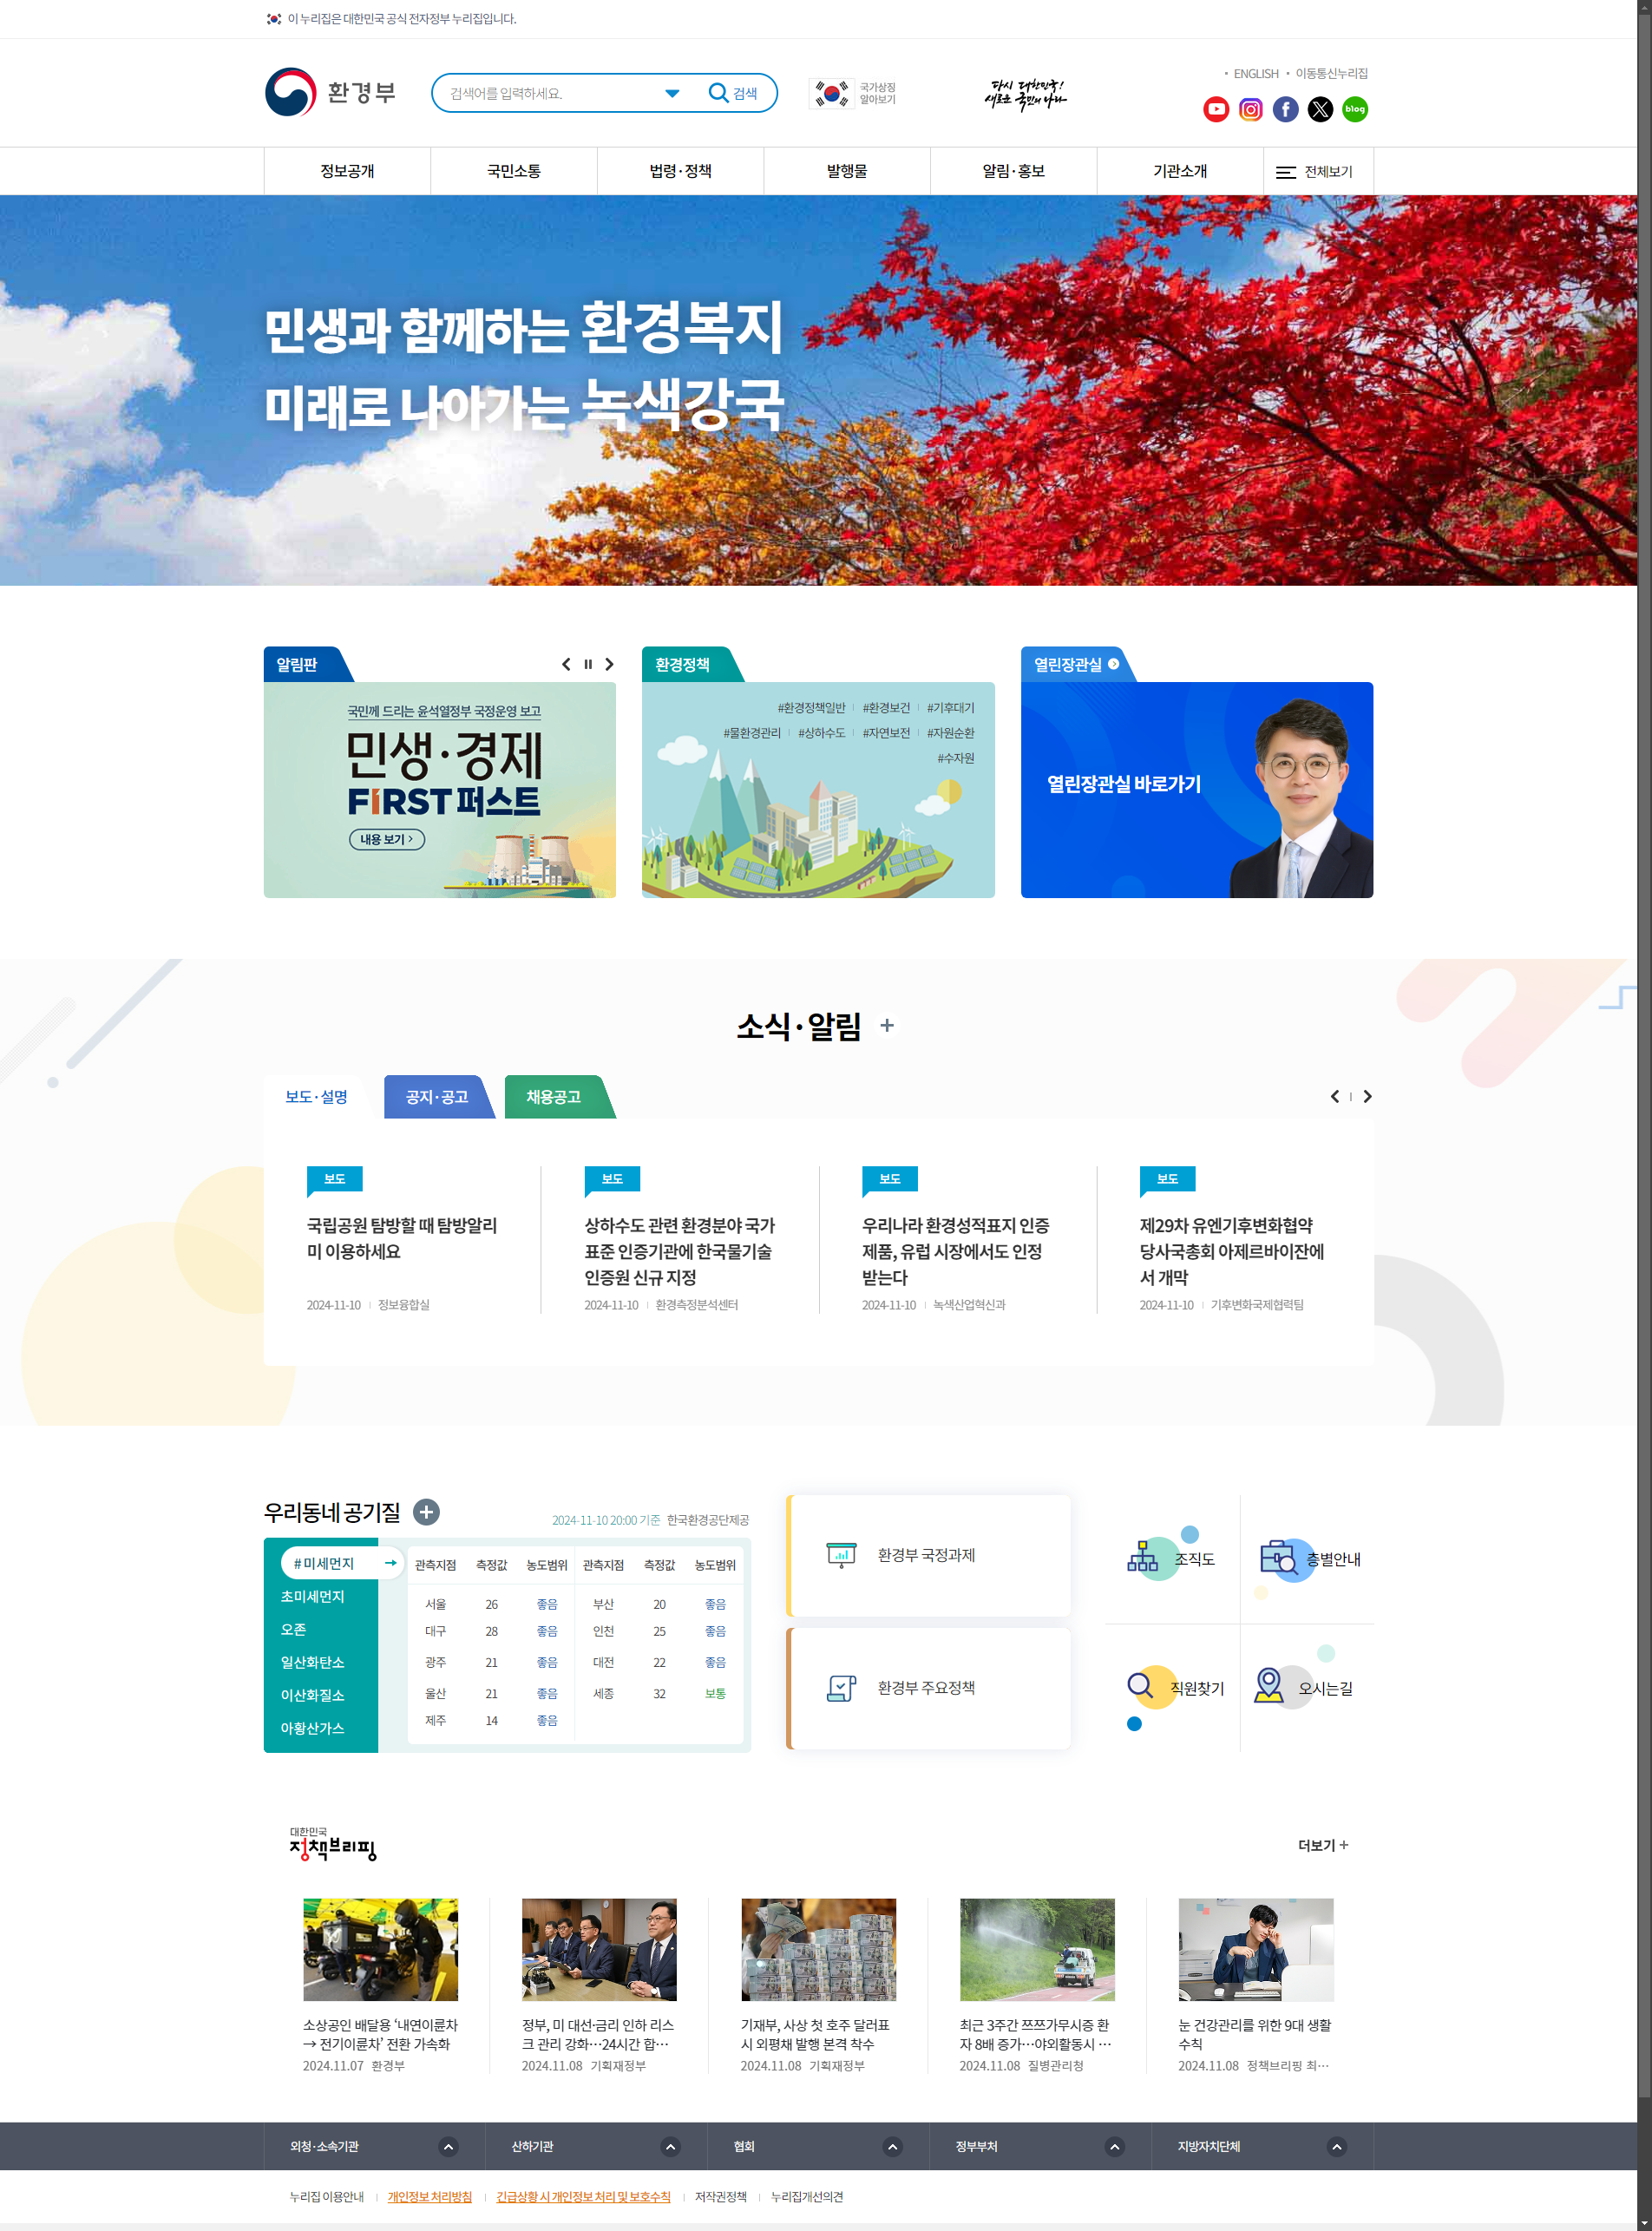 이 누리집은 대한민국 공식 전자정부 누리집입니다.
환경부
검색어를 입력하세요.
검색
국가상징
알아보기
다시 대한민국!
새로운 국민의 나라
ENGLISH
이동통신누리집
blog
정보공개
국민소통
법령·정책
발행물
알림·홍보
기관소개
전체보기
민생과 함께하는 환경복지
미래로 나아가는 녹색강국
알림판
국민께 드리는 윤석열정부 국정운영 보고
민생·경제
FIRST 퍼스트
내용 보기 >
환경정책
#환경정책일반 #환경보건 #기후대기
#물환경관리 #상하수도 #자연보전 #자원순환
#수자원
열린장관실
열린장관실 바로가기
소식·알림
보도·설명
공지·공고
채용공고
보도
국립공원 탐방할 때 탐방알리
미 이용하세요
2024-11-10 정보융합실
보도
상하수도 관련 환경분야 국가
표준 인증기관에 한국물기술
인증원 신규 지정
2024-11-10 환경측정분석센터
보도
우리나라 환경성적표지 인증
제품, 유럽 시장에서도 인정
받는다
2024-11-10 녹색산업혁신과
보도
제29차 유엔기후변화협약
당사국총회 아제르바이잔에
서 개막
2024-11-10 기후변화국제협력팀
우리동네 공기질
2024-11-10 20:00 기준 한국환경공단제공
#미세먼지
초미세먼지
오존
일산화탄소
이산화질소
아황산가스
관측지점 측정값 농도범위 관측지점 측정값 농도범위
서울 26 좋음 부산 20 좋음
대구 28 좋음 인천 25 좋음
광주 21 좋음 대전 22 좋음
울산 21 좋음 세종 32 보통
제주 14 좋음
환경부 국정과제
환경부 주요정책
조직도
층별안내
직원찾기
오시는길
대한민국
정책브리핑
더보기
소상공인 배달용 ‘내연이륜차
→ 전기이륜차’ 전환 가속화
2024.11.07 환경부
정부, 미 대선·금리 인하 리스
크 관리 강화…24시간 합…
2024.11.08 기획재정부
기재부, 사상 첫 호주 달러표
시 외평채 발행 본격 착수
2024.11.08 기획재정부
최근 3주간 쯔쯔가무시증 환
자 8배 증가…야외활동시 …
2024.11.08 질병관리청
눈 건강관리를 위한 9대 생활
수칙
2024.11.08 정책브리핑 최…
외청·소속기관
산하기관
협회
정부부처
지방자치단체
누리집 이용안내
개인정보 처리방침
긴급상황 시 개인정보 처리 및 보호수칙
저작권정책
누리집개선의견